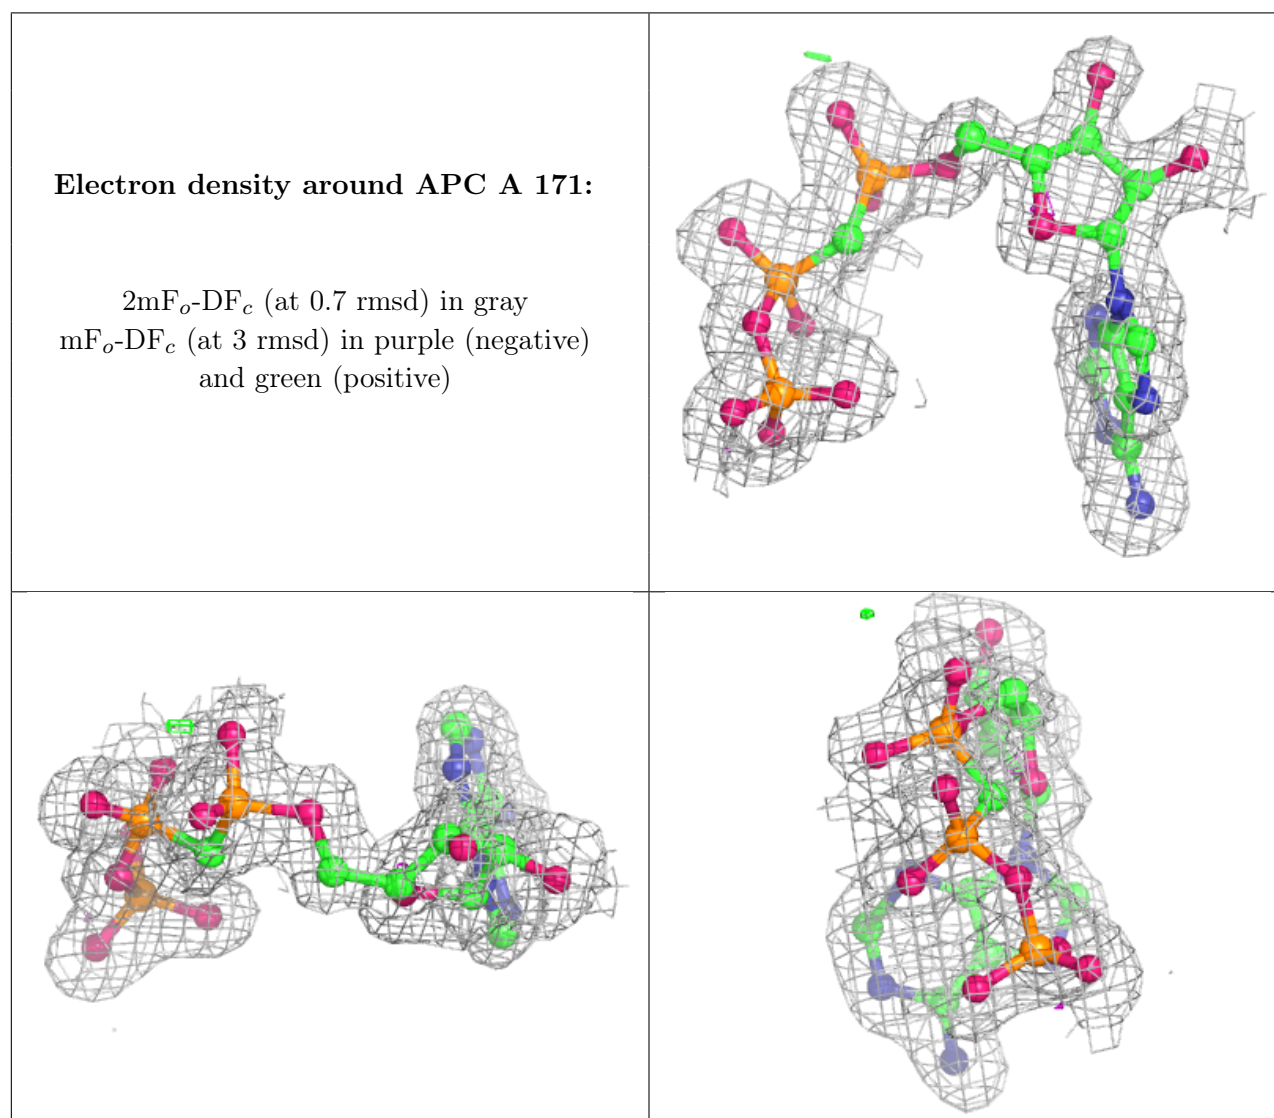 Electron density around APC A 171:
2mFo-DFc (at 0.7 rmsd) in gray
mFo-DFc (at 3 rmsd) in purple (negative)
and green (positive)